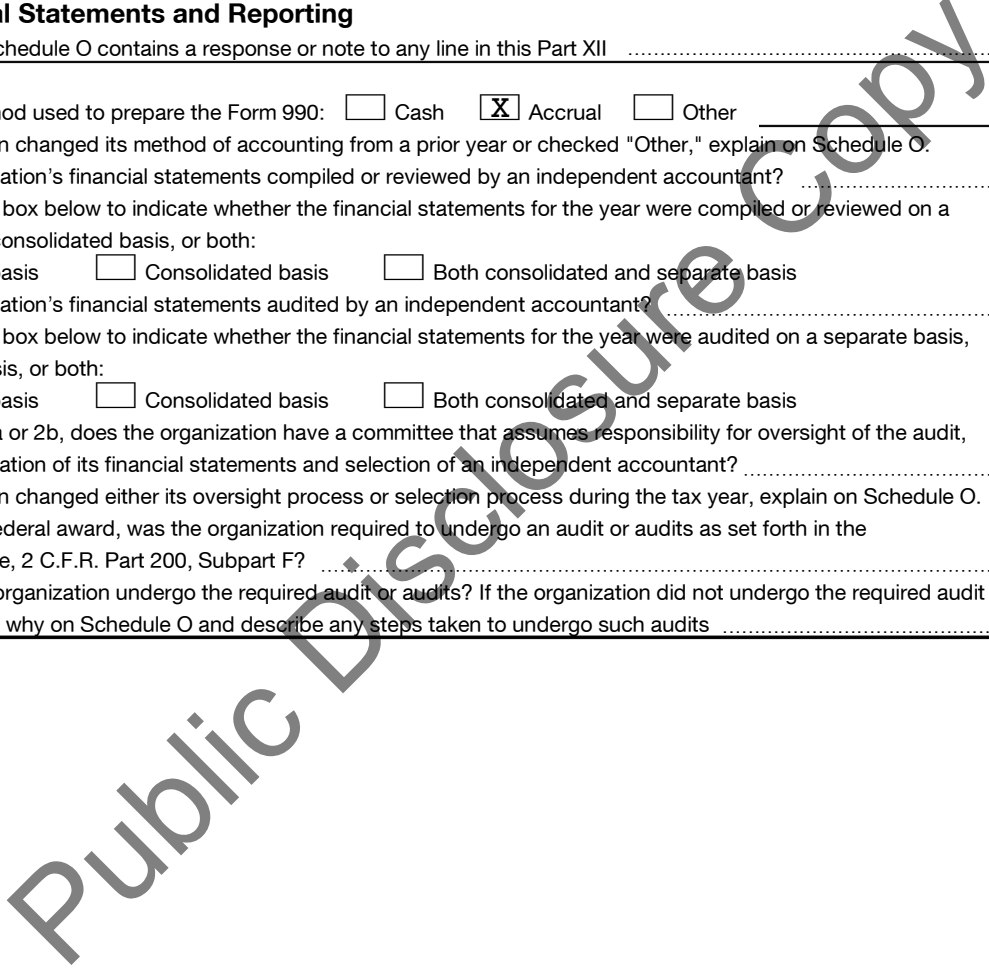 al Statements and Reporting
chedule O contains a response or note to any line in this Part XII
nod used to prepare the Form 990: Cash X Accrual Other
n changed its method of accounting from a prior year or checked "Other," explain on Schedule O.
ation's financial statements compiled or reviewed by an independent accountant?
box below to indicate whether the financial statements for the year were compiled or reviewed on a
consolidated basis, or both:
asis Consolidated basis Both consolidated and separate basis
ation's financial statements audited by an independent accountant?
box below to indicate whether the financial statements for the year were audited on a separate basis,
sis, or both:
asis Consolidated basis Both consolidated and separate basis
a or 2b, does the organization have a committee that assumes responsibility for oversight of the audit,
ation of its financial statements and selection of an independent accountant?
n changed either its oversight process or selection process during the tax year, explain on Schedule O.
ederal award, was the organization required to undergo an audit or audits as set forth in the
e, 2 C.F.R. Part 200, Subpart F?
organization undergo the required audit or audits? If the organization did not undergo the required audit
why on Schedule O and describe any steps taken to undergo such audits
Public Disclosure Copy